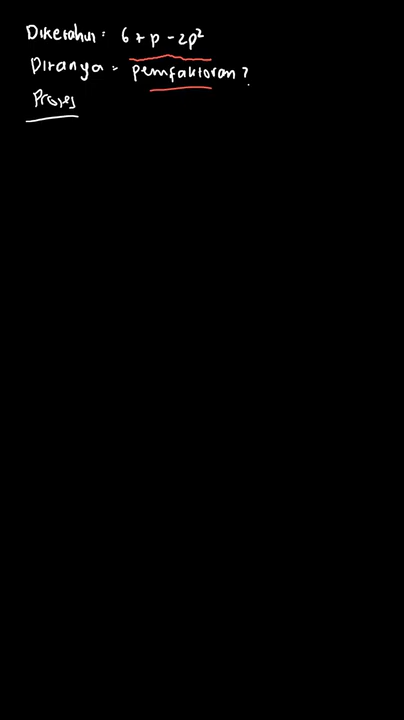 Diketahui: 6 + p - 2p²
Ditanya = pemfaktoran?
Proses